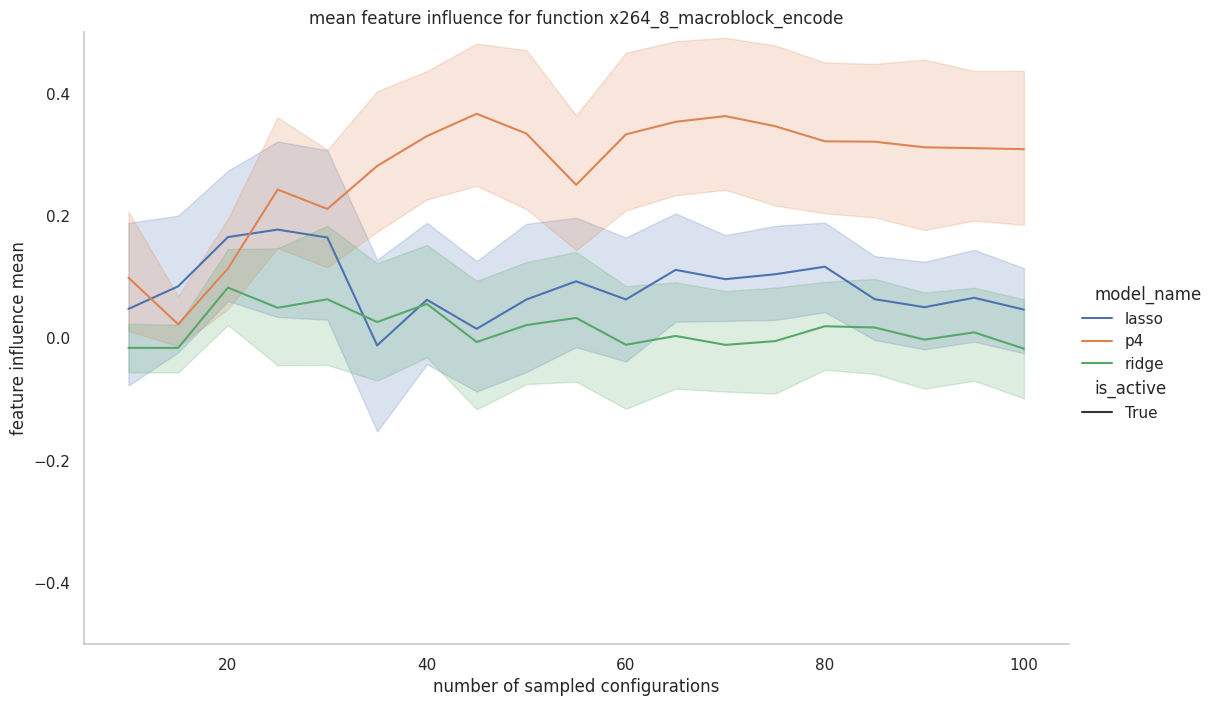 mean feature influence for function x264_8_macroblock_encode
0.4
0.2
0.0
−0.2
−0.4
feature influence mean
20
40
60
80
100
number of sampled configurations
model_name
lasso
p4
ridge
is_active
True